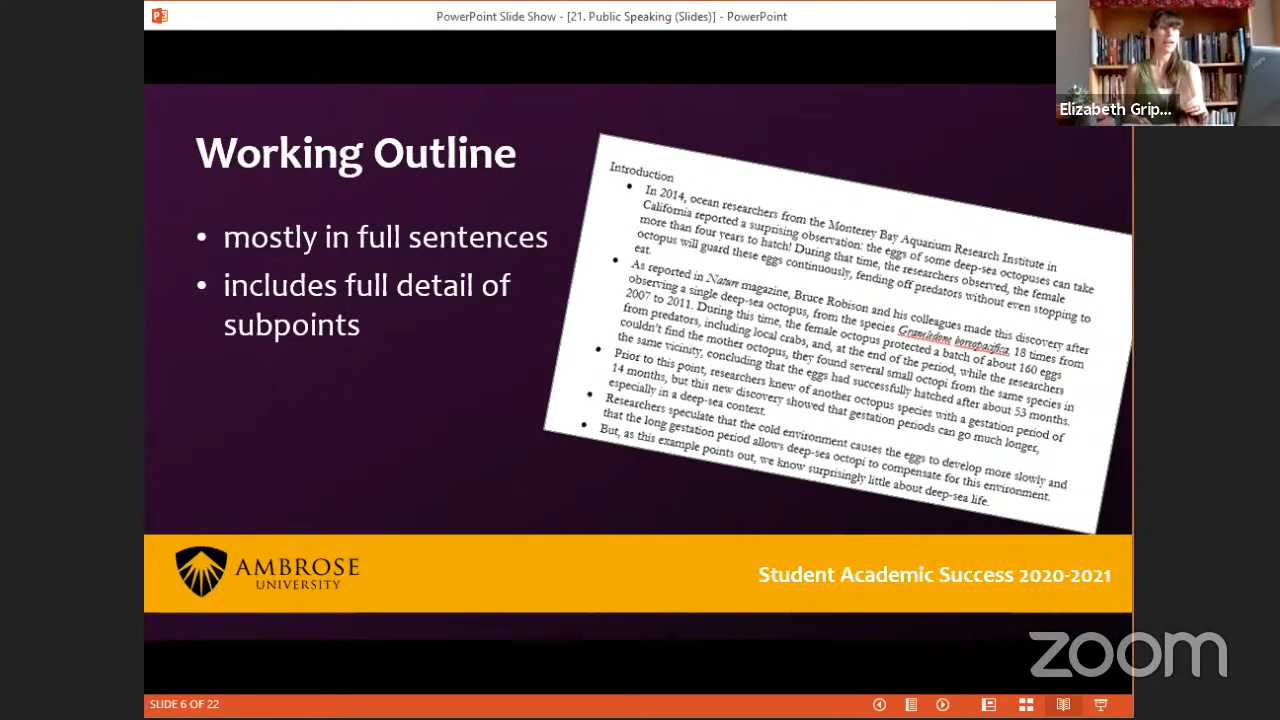 PowerPoint Slide Show - [21. Public Speaking (Slides)] - PowerPoint
Elizabeth Grip...
Working Outline
• mostly in full sentences
• includes full detail of
subpoints
Introduction
• In 2014, ocean researchers from the Monterey Bay Aquarium Research Institute in
California reported a surprising observation: the eggs of some deep-sea octopuses can take
more than four years to hatch! During that time, the researchers observed, the female
octopus will guard these eggs continuously, fending off predators without even stopping to
eat.
• As reported in Nature magazine, Bruce Robison and his colleagues made this discovery after
observing a single deep-sea octopus, from the species Graneledone boreopacifica, 18 times from
2007 to 2011. During this time, the female octopus protected a batch of about 160 eggs
from predators, including local crabs, and, at the end of the period, while the researchers
couldn't find the mother octopus, they found several small octopi from the same species in
the same vicinity, concluding that the eggs had successfully hatched after about 53 months.
• Prior to this point, researchers knew of another octopus species with a gestation period of
14 months, but this new discovery showed that gestation periods can go much longer,
especially in a deep-sea context.
• Researchers speculate that the cold environment causes the eggs to develop more slowly and
that the long gestation period allows deep-sea octopi to compensate for this environment.
• But, as this example points out, we know surprisingly little about deep-sea life.
AMBROSE
UNIVERSITY
Student Academic Success 2020-2021
zoom
SLIDE 6 OF 22